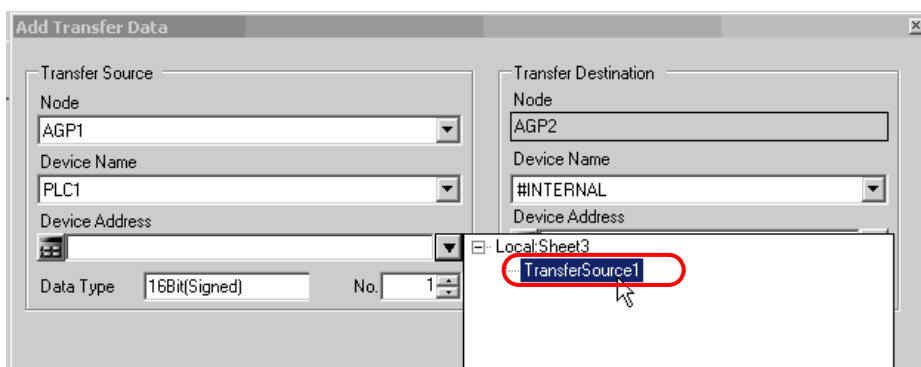 Add Transfer Data
Transfer Source
Node
AGP1
Device Name
PLC1
Device Address
Data Type 16Bit(Signed) No. 1
Transfer Destination
Node
AGP2
Device Name
#INTERNAL
Device Address
Local:Sheet3
TransferSource1